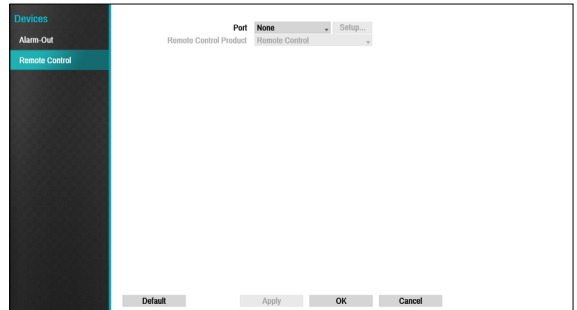 Devices
Alarm-Out
Remote Control
Port None Setup...
Remote Control Product Remote Control
Default Apply OK Cancel